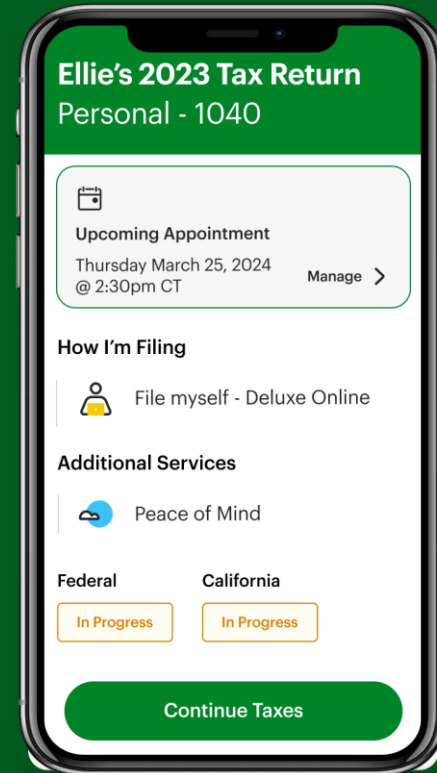 Ellie's 2023 Tax Return
Personal - 1040
Upcoming Appointment
Thursday March 25, 2024
@ 2:30pm CT
Manage
How I'm Filing
File myself - Deluxe Online
Additional Services
Peace of Mind
Federal
California
In Progress
In Progress
Continue Taxes